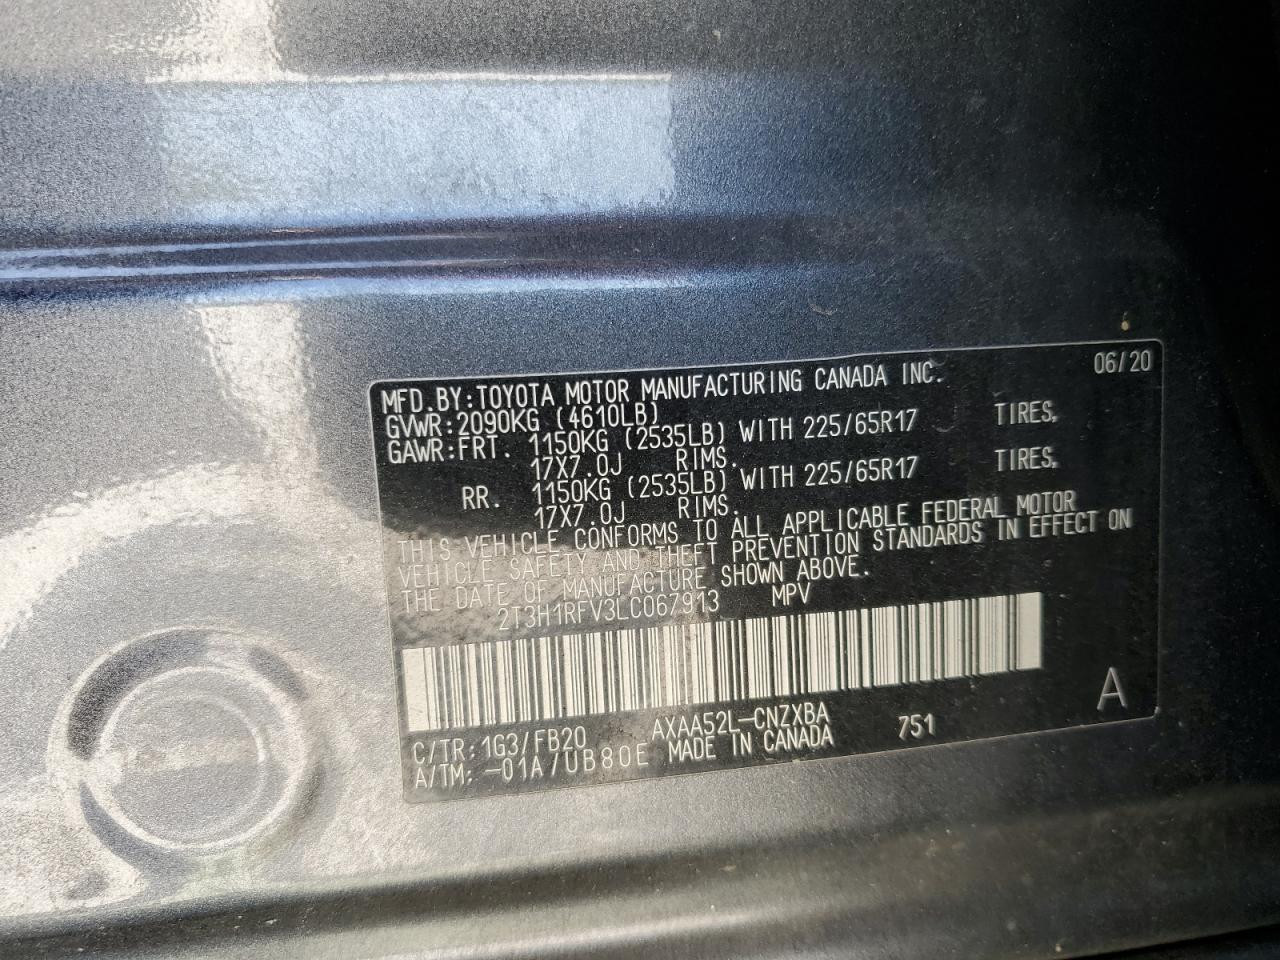 06/20
MFD.BY:TOYOTA MOTOR MANUFACTURING CANADA INC.
GVWR:2090KG (4610LB)
GAWR:FRT. 1150KG (2535LB) WITH 225/65R17 TIRES,
17X7.0J RIMS.
RR. 1150KG (2535LB) WITH 225/65R17 TIRES,
17X7.0J RIMS.
THIS VEHICLE CONFORMS TO ALL APPLICABLE FEDERAL MOTOR
VEHICLE SAFETY AND THEFT PREVENTION STANDARDS IN EFFECT ON
THE DATE OF MANUFACTURE SHOWN ABOVE.
2T3H1RFV3LC067913 MPV
C/TR:1G3/FB20 AXAA52L-CNZXBA 751 A
A/TM:-01A/UB80E MADE IN CANADA